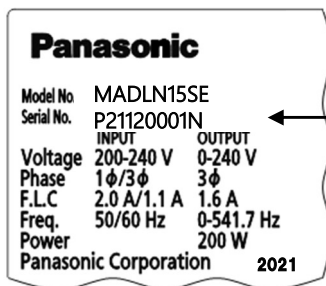 Panasonic
Model No. MADLN15SE
Serial No. P21120001N
INPUT OUTPUT
Voltage 200-240 V 0-240 V
Phase 1ϕ/3ϕ 3ϕ
F.L.C 2.0 A/1.1 A 1.6 A
Freq. 50/60 Hz 0-541.7 Hz
Power 200 W
Panasonic Corporation 2021